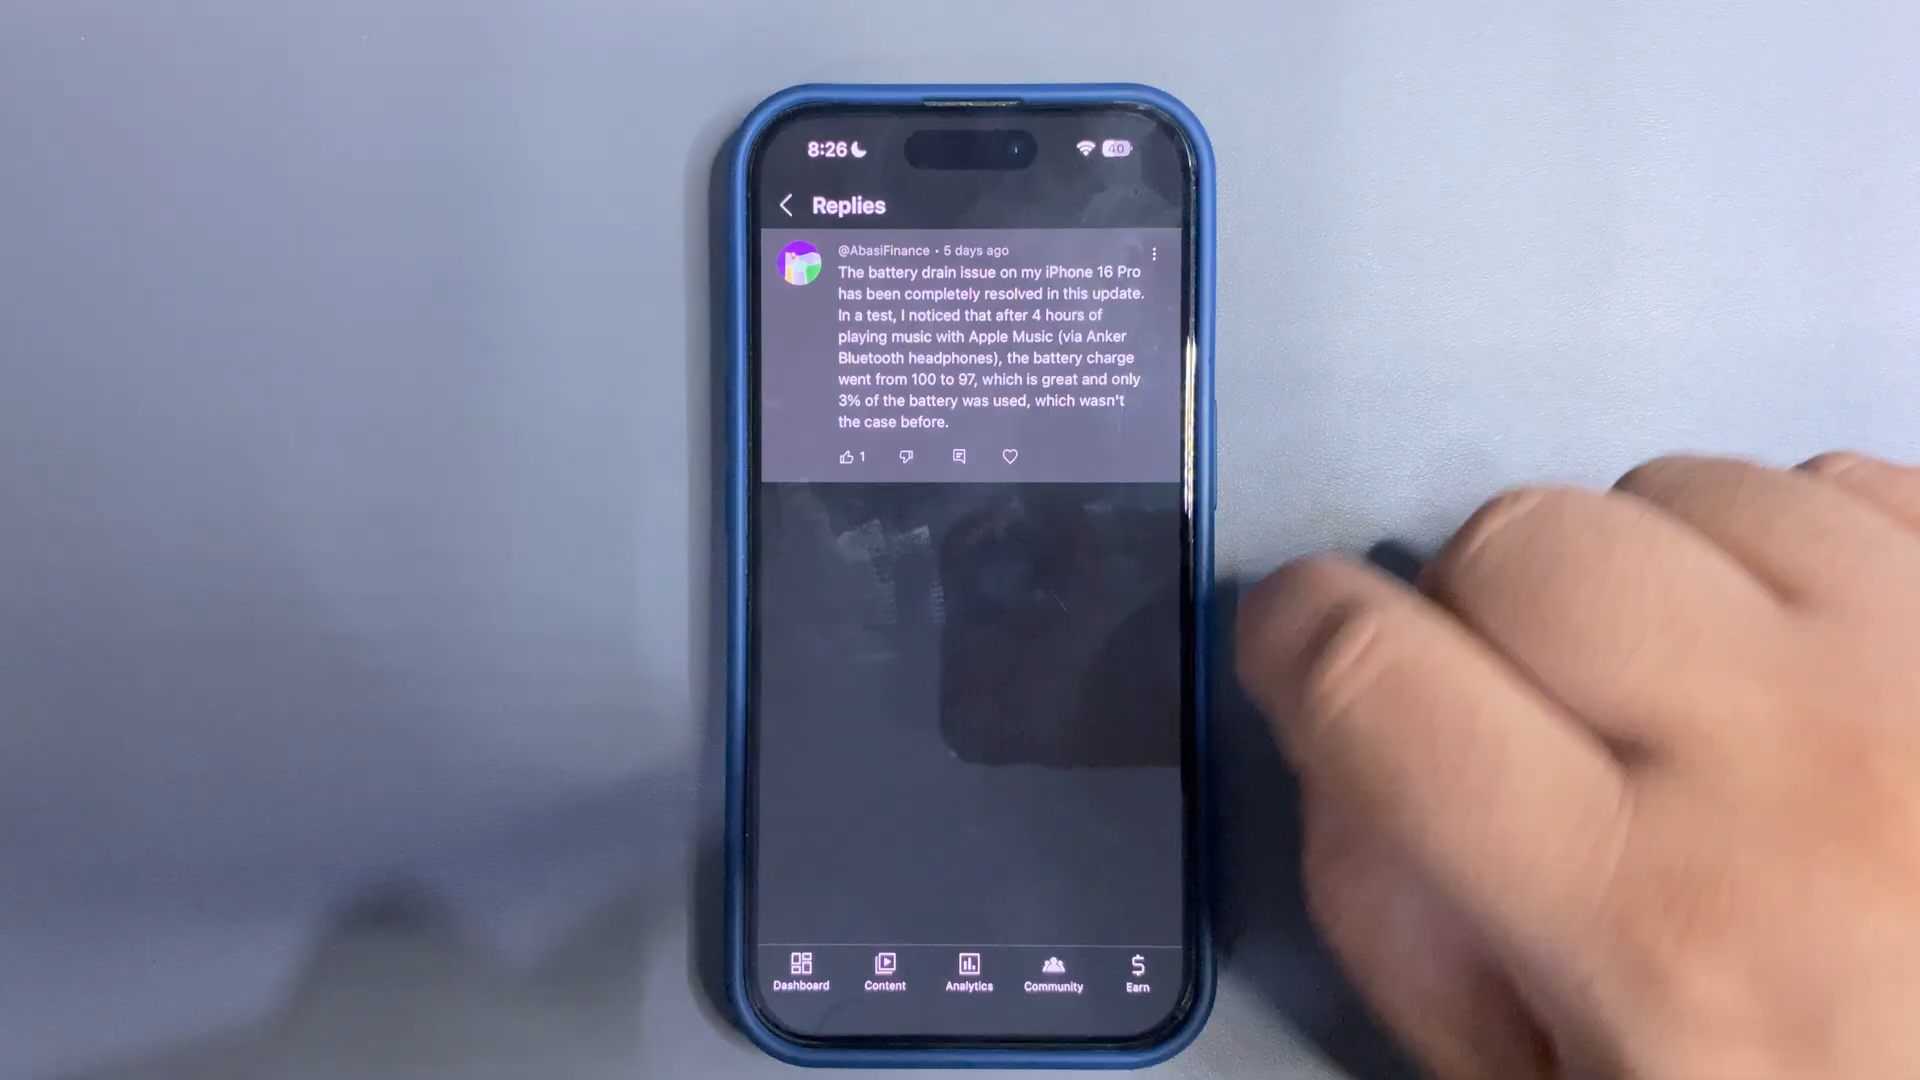 8:26
40
Replies
@AbasiFinance • 5 days ago
The battery drain issue on my iPhone 16 Pro
has been completely resolved in this update.
In a test, I noticed that after 4 hours of
playing music with Apple Music (via Anker
Bluetooth headphones), the battery charge
went from 100 to 97, which is great and only
3% of the battery was used, which wasn't
the case before.
1
Dashboard Content Analytics Community Earn